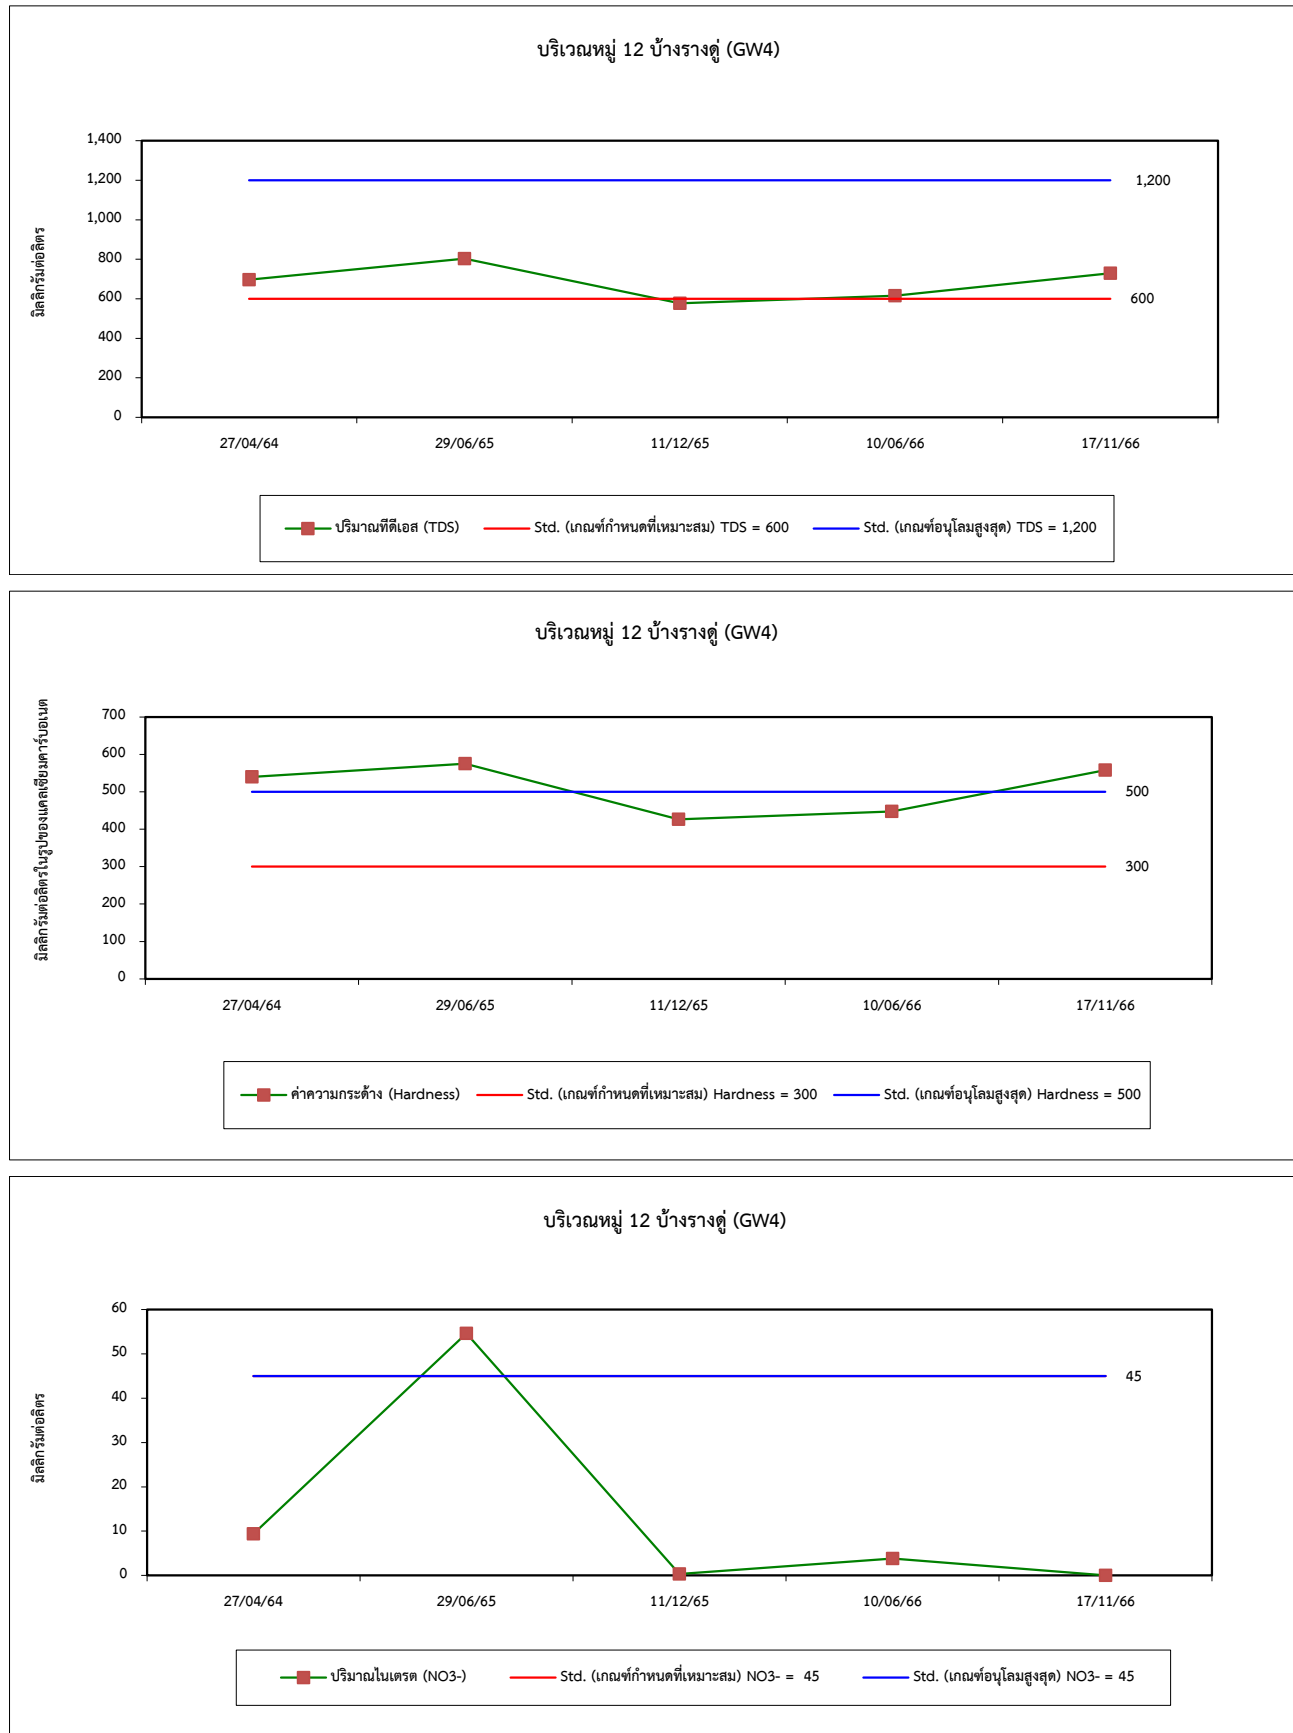 บริเวณหมู่ 12 บ้างรางดู่ (GW4)
มิลลิกรัมต่อลิตร
1,400
1,200
1,000
800
600
400
200
0
1,200
600
27/04/64 29/06/65 11/12/65 10/06/66 17/11/66
ปริมาณทีดีเอส (TDS) Std. (เกณฑ์กำหนดที่เหมาะสม) TDS = 600 Std. (เกณฑ์อนุโลมสูงสุด) TDS = 1,200
บริเวณหมู่ 12 บ้างรางดู่ (GW4)
มิลลิกรัมต่อลิตรในรูปของแคลเซียมคาร์บอเนต
700
600
500
400
300
200
100
0
500
300
27/04/64 29/06/65 11/12/65 10/06/66 17/11/66
ค่าความกระด้าง (Hardness) Std. (เกณฑ์กำหนดที่เหมาะสม) Hardness = 300 Std. (เกณฑ์อนุโลมสูงสุด) Hardness = 500
บริเวณหมู่ 12 บ้างรางดู่ (GW4)
มิลลิกรัมต่อลิตร
60
50
40
30
20
10
0
45
27/04/64 29/06/65 11/12/65 10/06/66 17/11/66
ปริมาณไนเตรต (NO3-) Std. (เกณฑ์กำหนดที่เหมาะสม) NO3- = 45 Std. (เกณฑ์อนุโลมสูงสุด) NO3- = 45